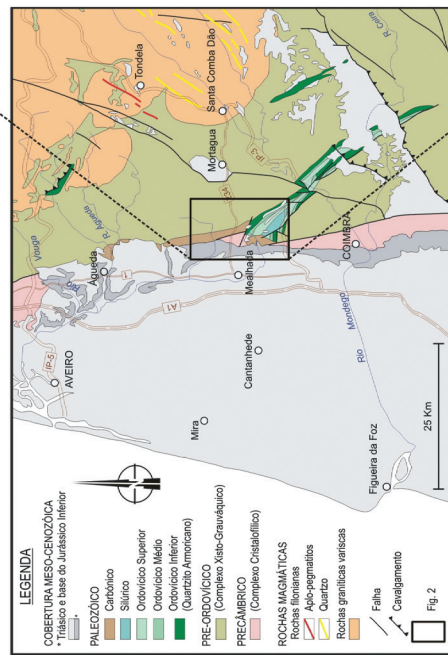 LEGENDA
COBERTURA MESO-CENOZÓICA
* Triásico e base do Jurássico Inferior
*
PALEOZÓICO
Carbónico
Silúrico
Ordovícico Superior
Ordovícico Médio
Ordovícico Inferior
(Quartzito Armoricano)
PRE-ORDOVÍCICO
(Complexo Xisto-Grauváquico)
PRECÂMBRICO
(Complexo Cristalofílico)
ROCHAS MAGMÁTICAS
Rochas filonianas
Aplo-pegmatitos
Quartzo
Rochas graníticas variscas
Falha
Cavalgamento
Fig. 2
N
AVEIRO
IP-5
Vouga
Rio
R. Águeda
Águeda
Tondela
Santa Comba Dão
Mortágua
IP-3
Mira
Cantanhede
A1
1
Mealhada
COIMBRA
R. Ceira
Rio Mondego
Figueira da Foz
25 Km